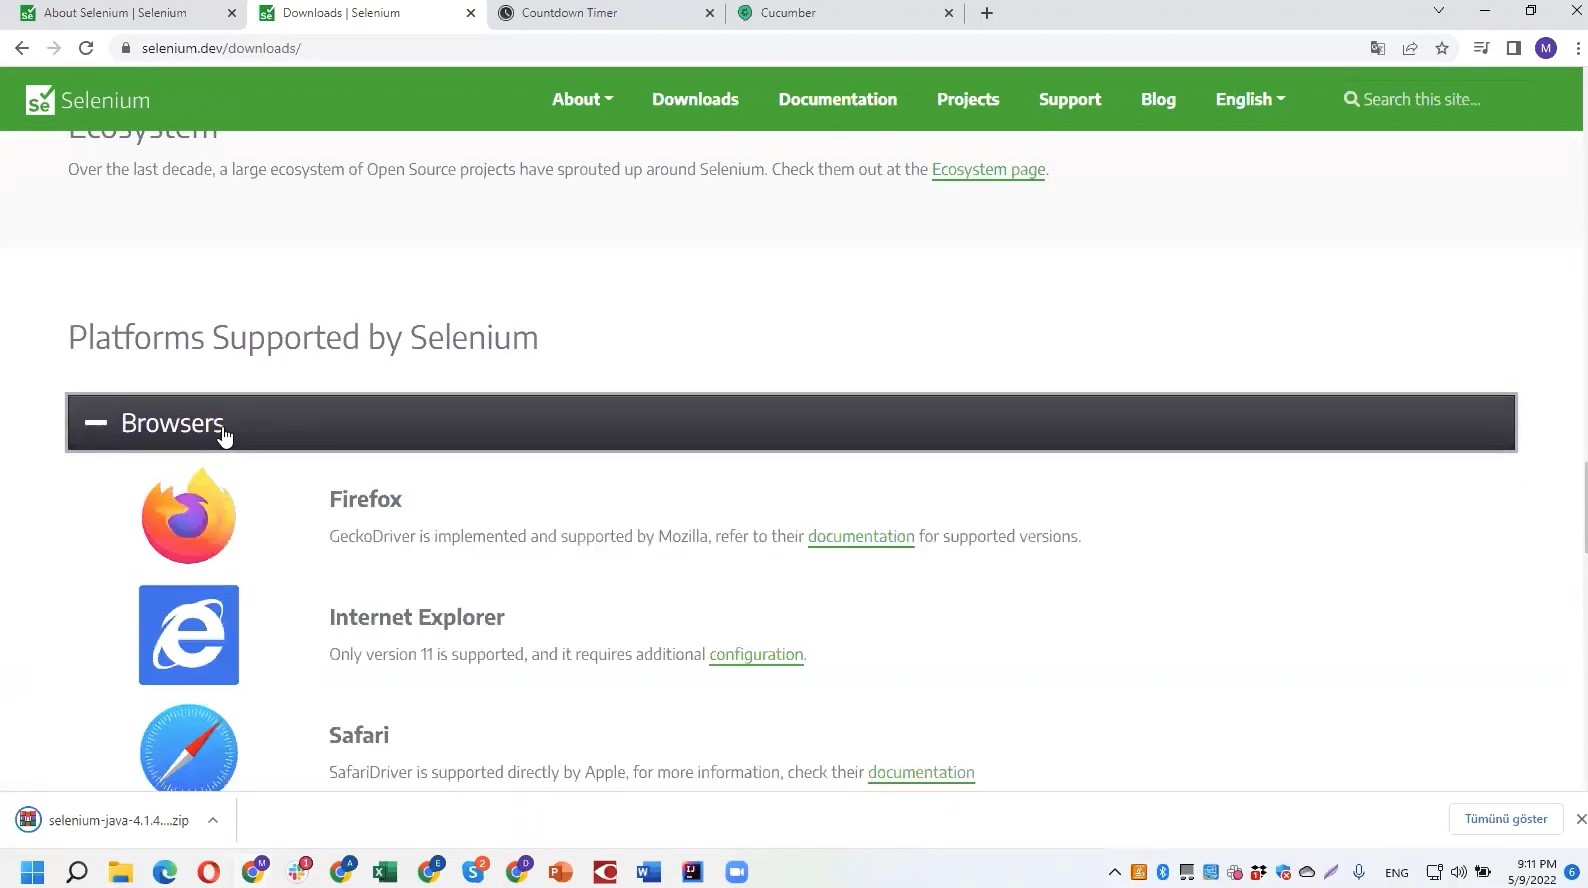 About Selenium | Selenium
Downloads | Selenium
Countdown Timer
Cucumber
selenium.dev/downloads/
M
Se Selenium
About
Downloads
Documentation
Projects
Support
Blog
English
Search this site...
Ecosystem
Over the last decade, a large ecosystem of Open Source projects have sprouted up around Selenium. Check them out at the Ecosystem page.
Platforms Supported by Selenium
Browsers
Firefox
GeckoDriver is implemented and supported by Mozilla, refer to their documentation for supported versions.
Internet Explorer
Only version 11 is supported, and it requires additional configuration.
Safari
SafariDriver is supported directly by Apple, for more information, check their documentation
selenium-java-4.1.4....zip
Tümünü göster
ENG
9:11 PM
5/9/2022
6